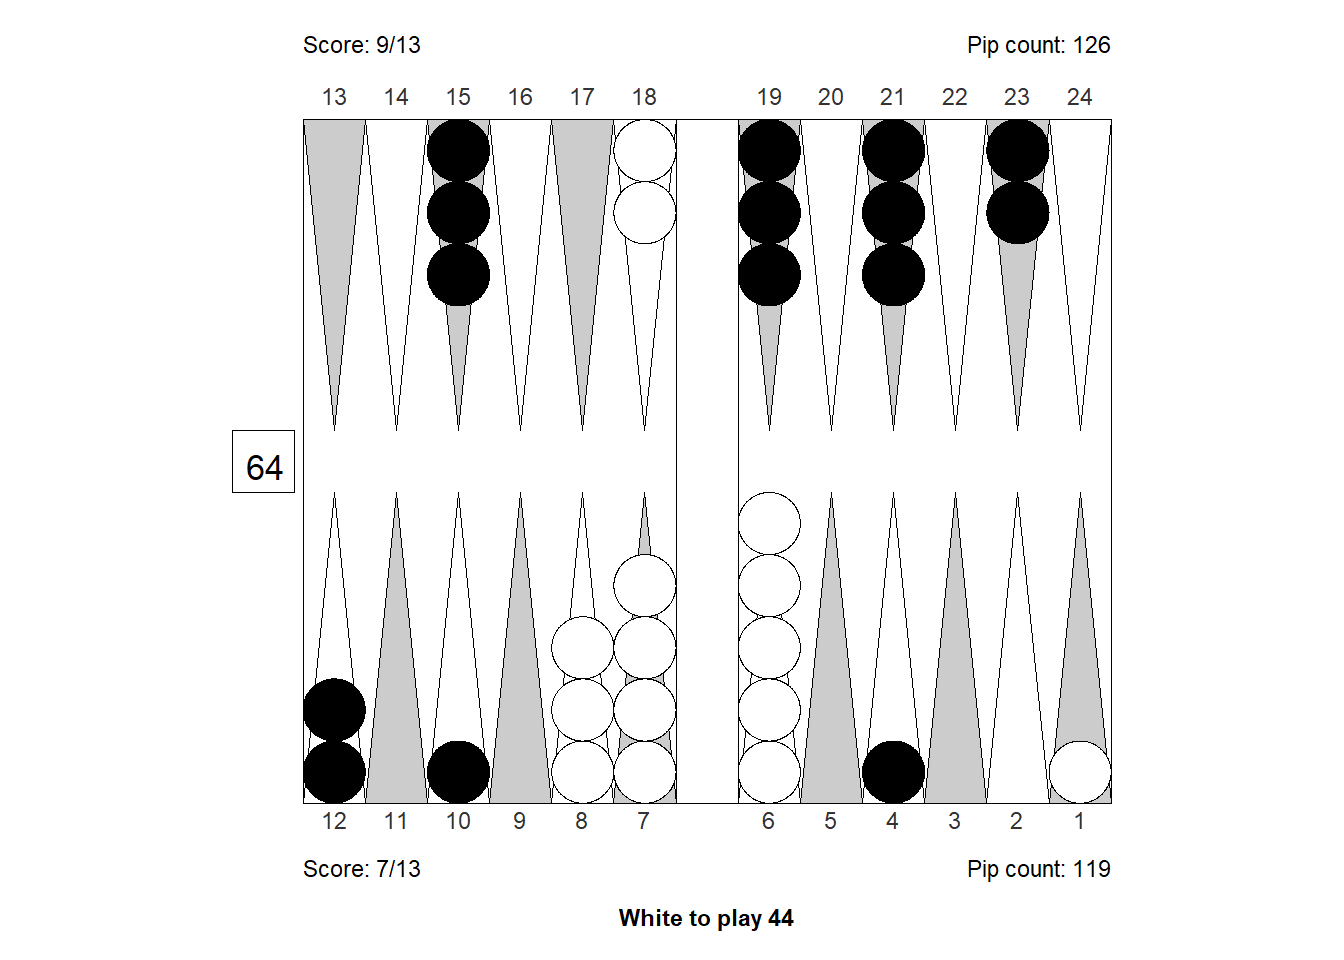 Score: 9/13 Pip count: 126
13 14 15 16 17 18 19 20 21 22 23 24
64
12 11 10 9 8 7 6 5 4 3 2 1
Score: 7/13 Pip count: 119
White to play 44